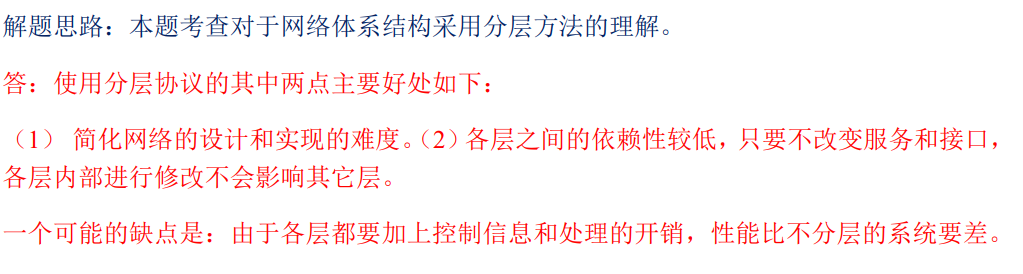 解题思路：本题考查对于网络体系结构采用分层方法的理解。
答：使用分层协议的其中两点主要好处如下：
（1） 简化网络的设计和实现的难度。（2）各层之间的依赖性较低，只要不改变服务和接口，
各层内部进行修改不会影响其它层。
一个可能的缺点是：由于各层都要加上控制信息和处理的开销，性能比不分层的系统要差。